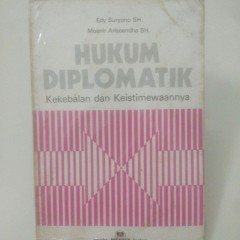 Edy Suryono SH.
Moenir Arisoendha SH.
HUKUM
DIPLOMATIK
Kekebalan dan Keistimewaannya